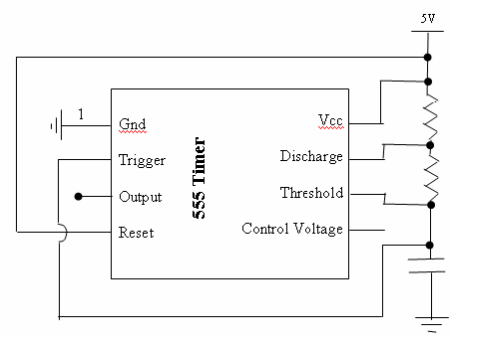 5V
1
Gnd
Vcc
Trigger
Discharge
555 Timer
Output
Threshold
Reset
Control Voltage